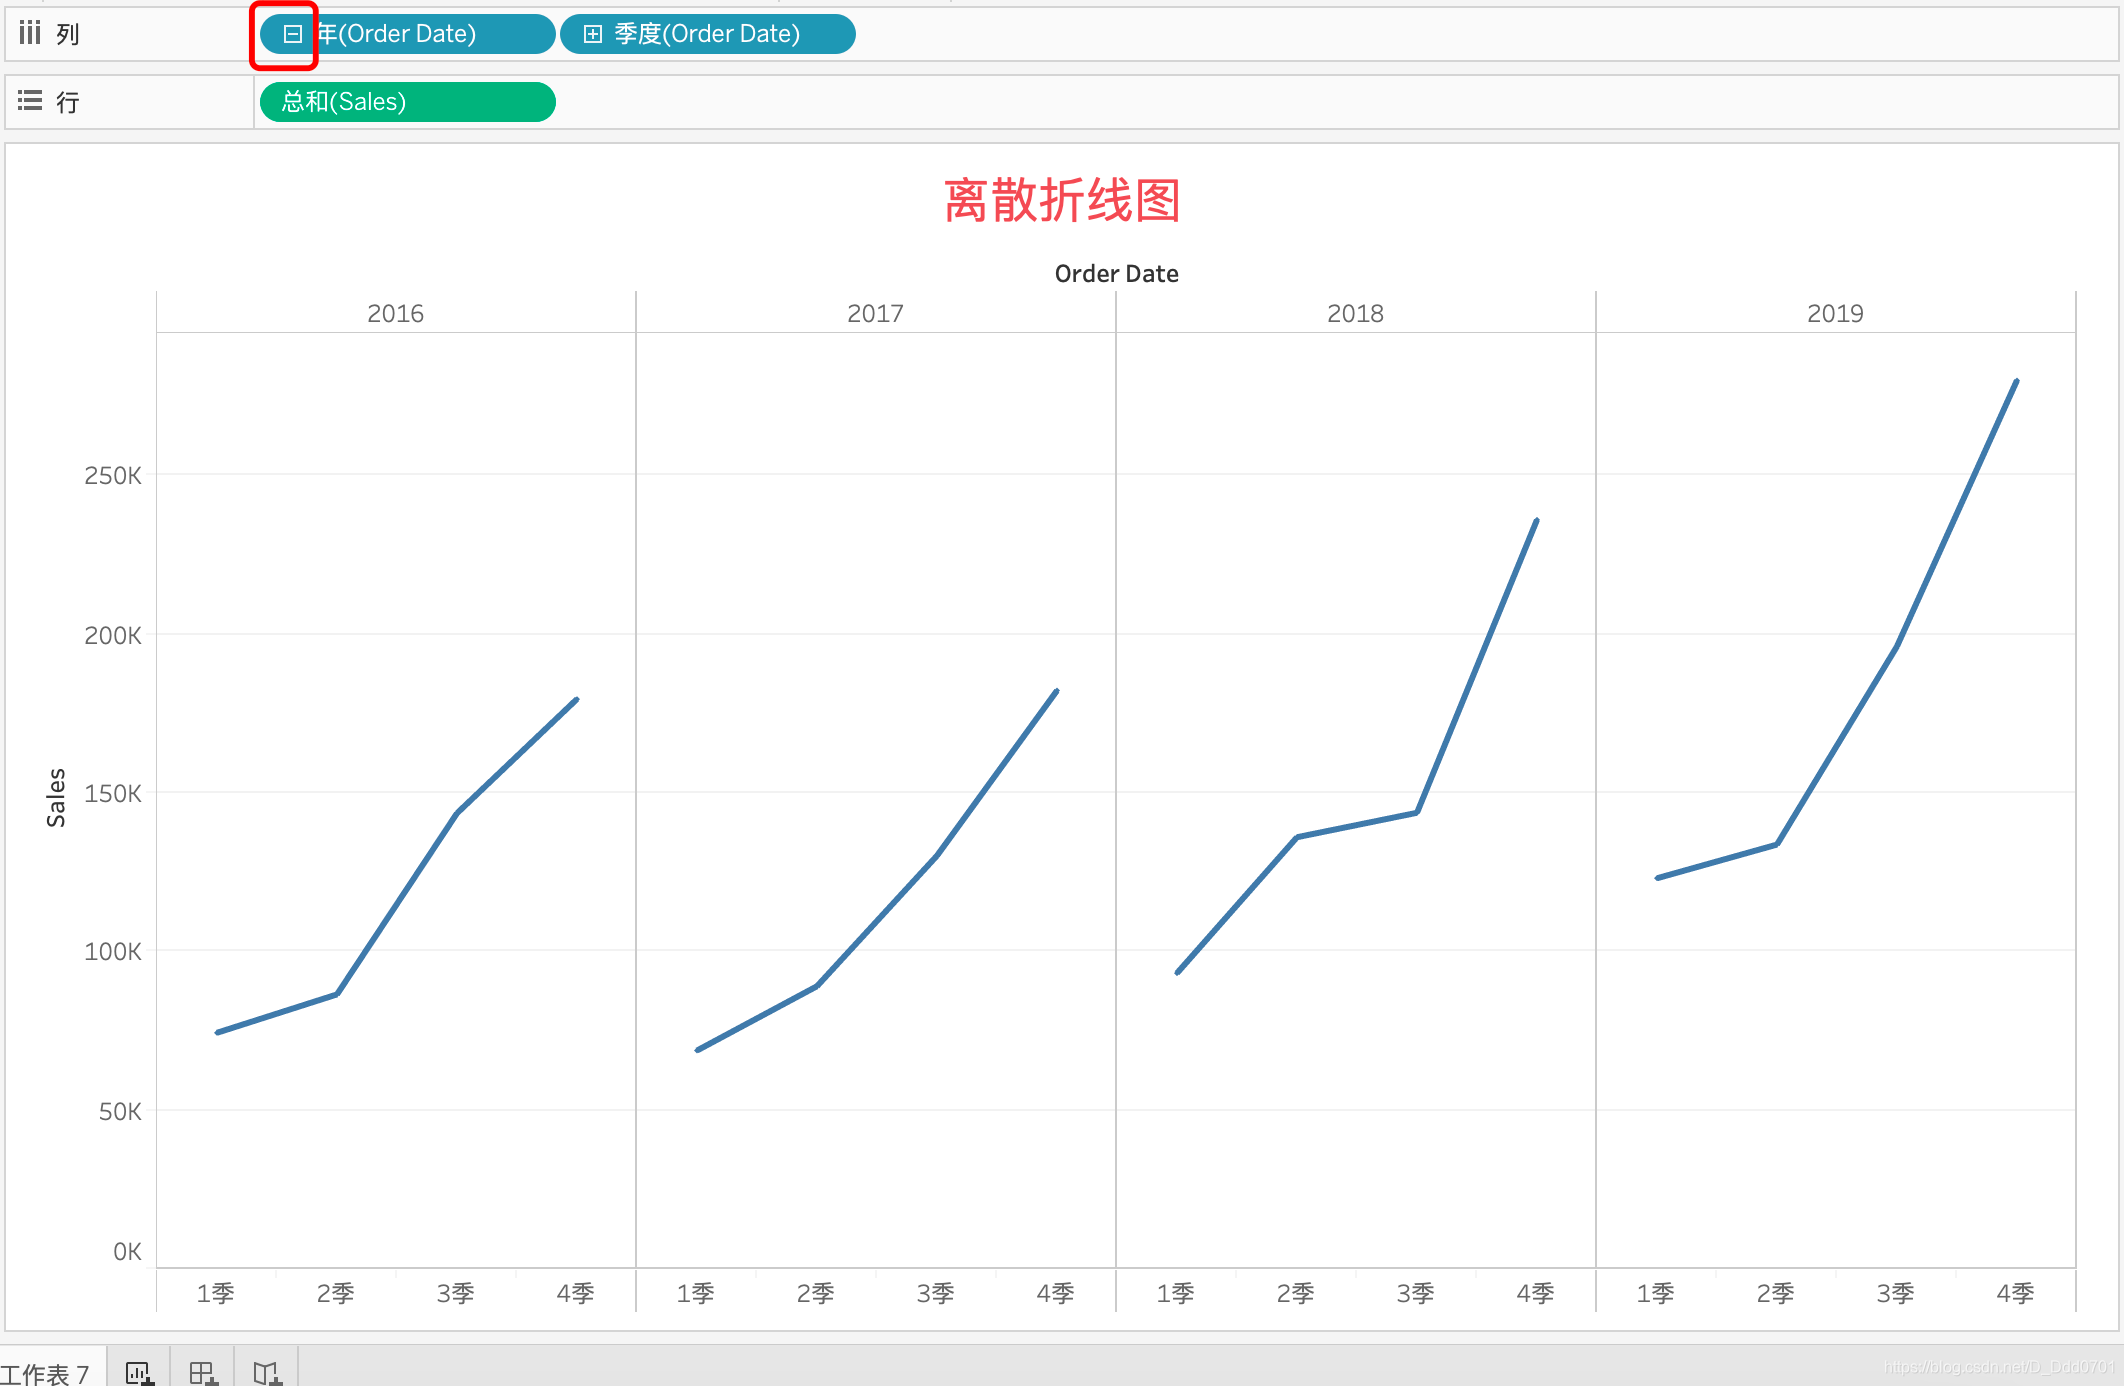 列 年(Order Date) 季度(Order Date)
行 总和(Sales)
离散折线图
Order Date
2016 2017 2018 2019
250K
200K
150K
100K
50K
0K
Sales
1季 2季 3季 4季 1季 2季 3季 4季 1季 2季 3季 4季 1季 2季 3季 4季
工作表 7
https://blog.csdn.net/D_Ddd0701